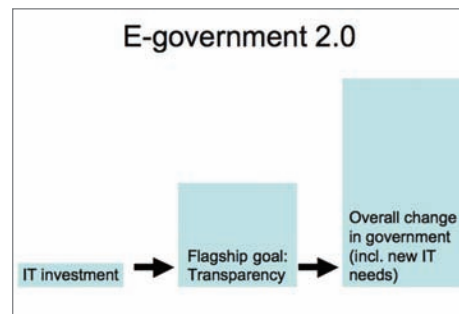 E-government 2.0
IT investment
Flagship goal:
Transparency
Overall change
in government
(incl. new IT
needs)